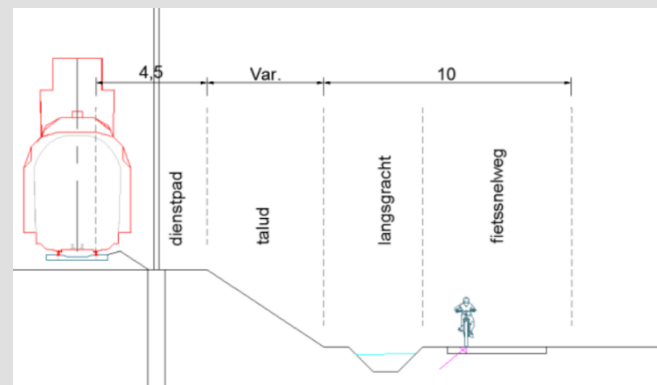 4,5
Var.
10
dienstpad
talud
langsgracht
fietssnelweg